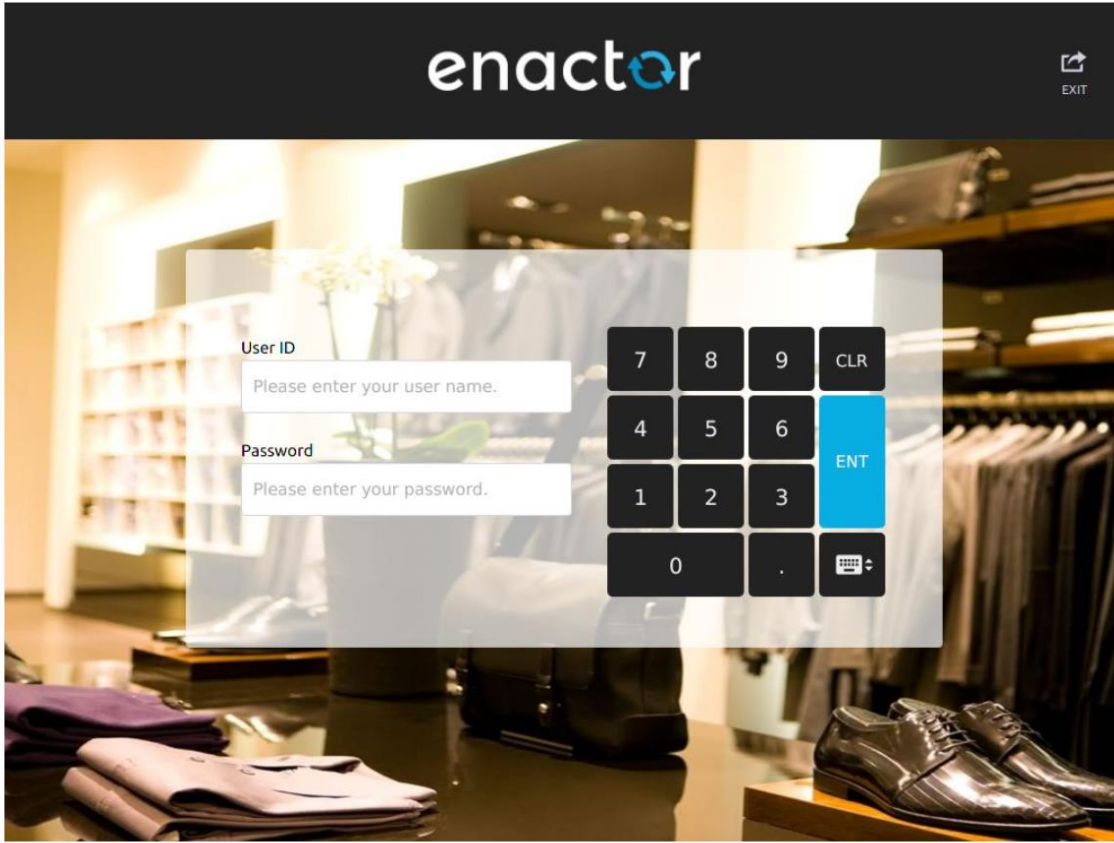 enactor
EXIT
User ID
Please enter your user name.
Password
Please enter your password.
7 8 9 CLR
4 5 6
ENT
1 2 3
0 .